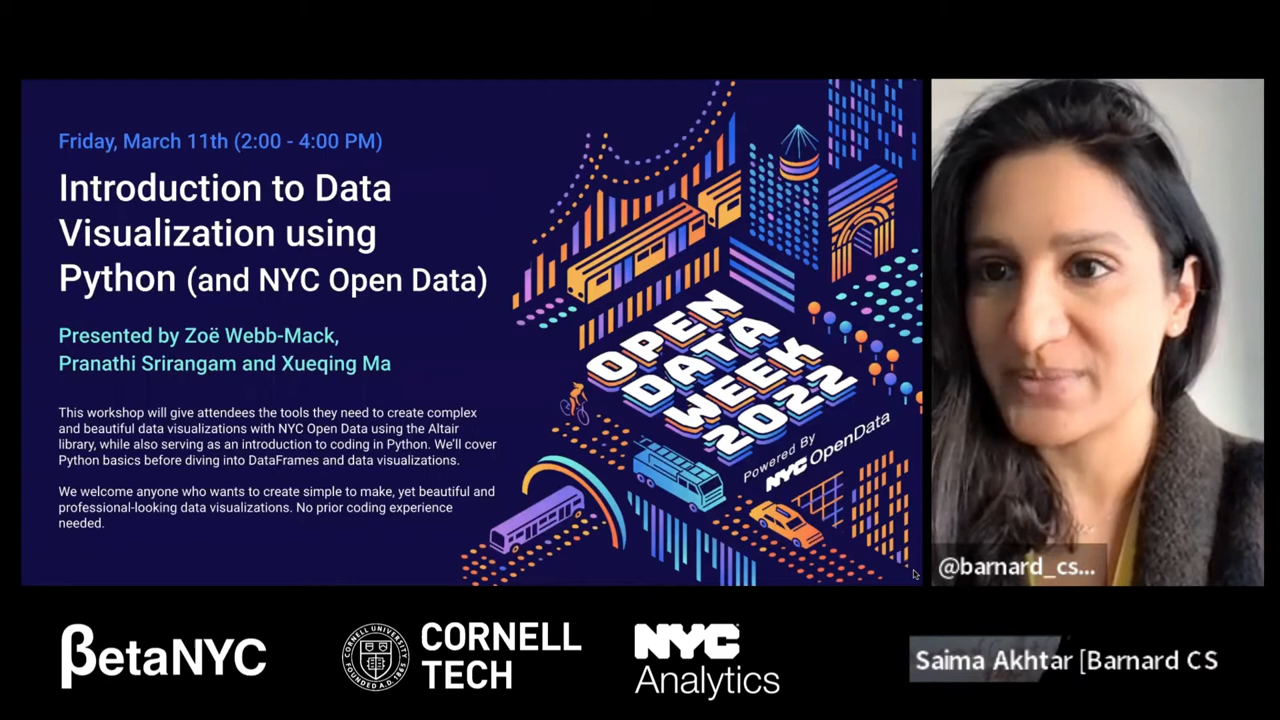 Friday, March 11th (2:00 - 4:00 PM)
Introduction to Data
Visualization using
Python (and NYC Open Data)
Presented by Zoë Webb-Mack,
Pranathi Srirangam and Xueqing Ma
This workshop will give attendees the tools they need to create complex
and beautiful data visualizations with NYC Open Data using the Altair
library, while also serving as an introduction to coding in Python. We'll cover
Python basics before diving into DataFrames and data visualizations.
We welcome anyone who wants to create simple to make, yet beautiful and
professional-looking data visualizations. No prior coding experience
needed.
OPEN
DATA
WEEK
2022
Powered By
NYC OpenData
@barnard_cs...
βetaNYC
CORNELL UNIVERSITY
FOUNDED A.D. 1865
CORNELL
TECH
NYC
Analytics
Saima Akhtar [Barnard CS